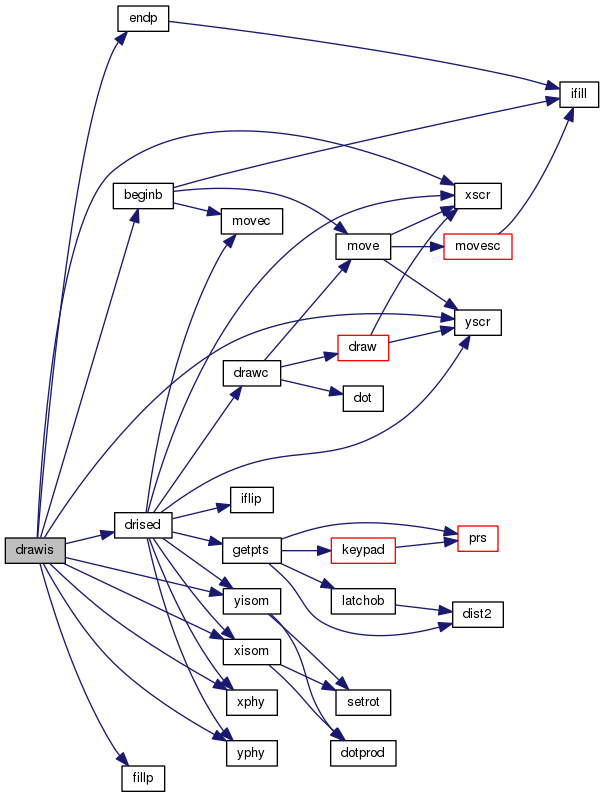 endp
ifill
beginb
xscr
movec
move
movesc
yscr
draw
drawc
dot
iflip
drised
prs
drawis
getpts
keypad
yisom
latchob
dist2
xisom
xphy
setrot
yphy
dotprod
fillp